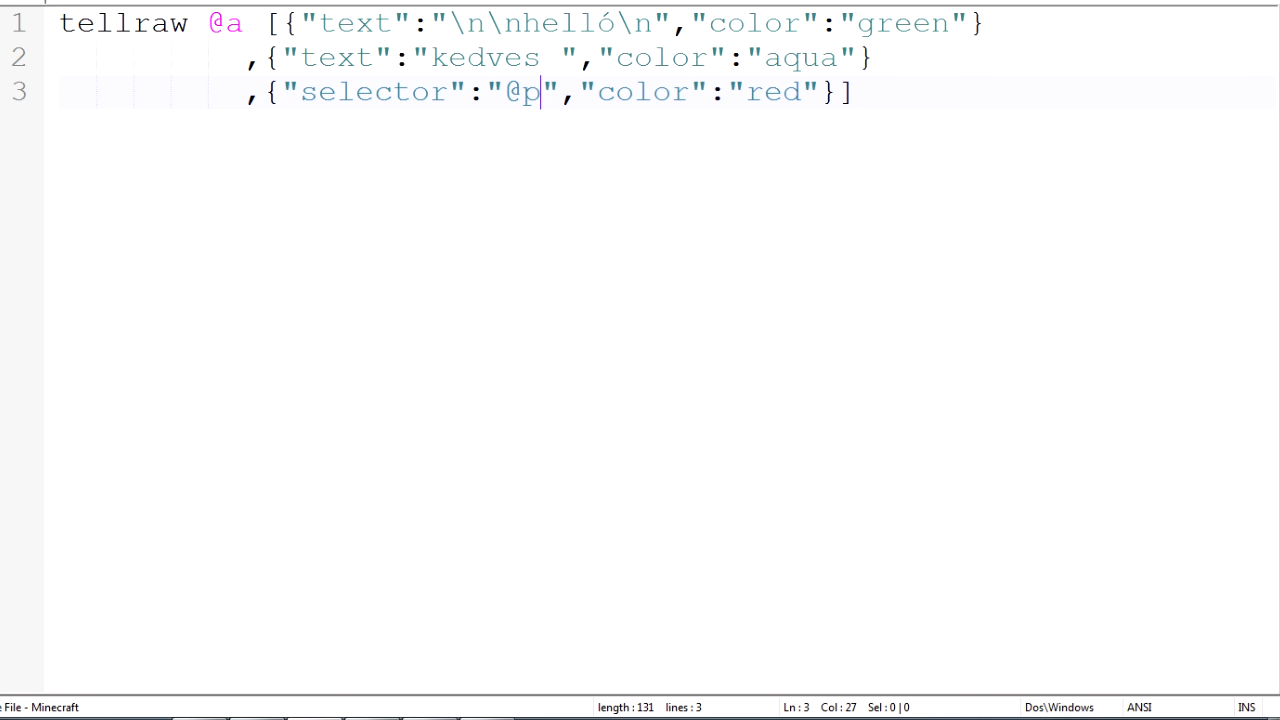 1 tellraw @a [{"text":"\n\nhelló\n","color":"green"}
2 ,{"text":"kedves ","color":"aqua"}
3 ,{"selector":"@p","color":"red"}]
e File - Minecraft length : 131 lines : 3 Ln : 3 Col : 27 Sel : 0 | 0 Dos\Windows ANSI INS